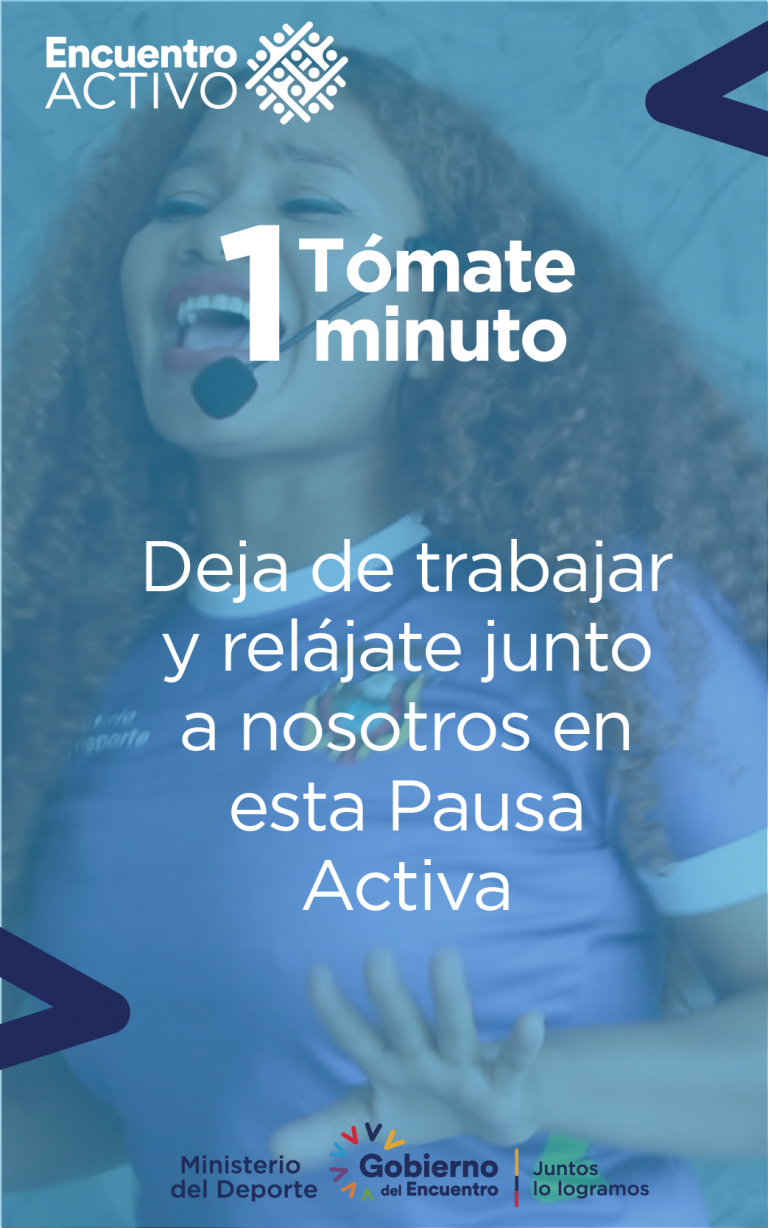 Encuentro
ACTIVO
1 Tómate
minuto
Deja de trabajar
y relájate junto
a nosotros en
esta Pausa
Activa
Deporte
Ministerio
del Deporte
Gobierno
del Encuentro
Juntos
lo logramos